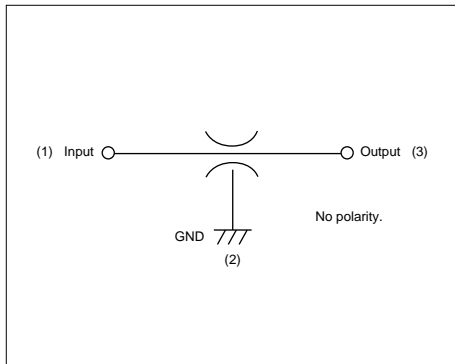 (1) Input Output (3)
No polarity.
GND
(2)